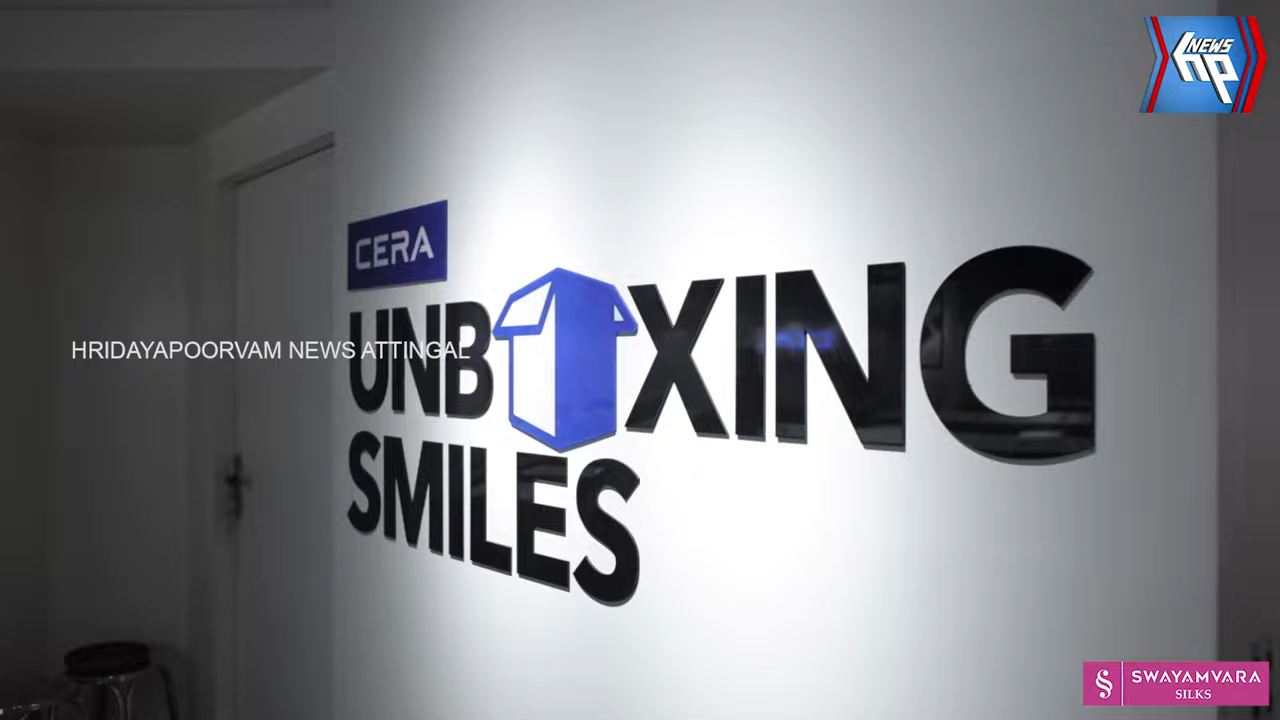 NEWS
hp
CERA
UNBOXING
HRIDAYAPOORVAM NEWS ATTINGAL
SMILES
SWAYAMVARA
SILKS